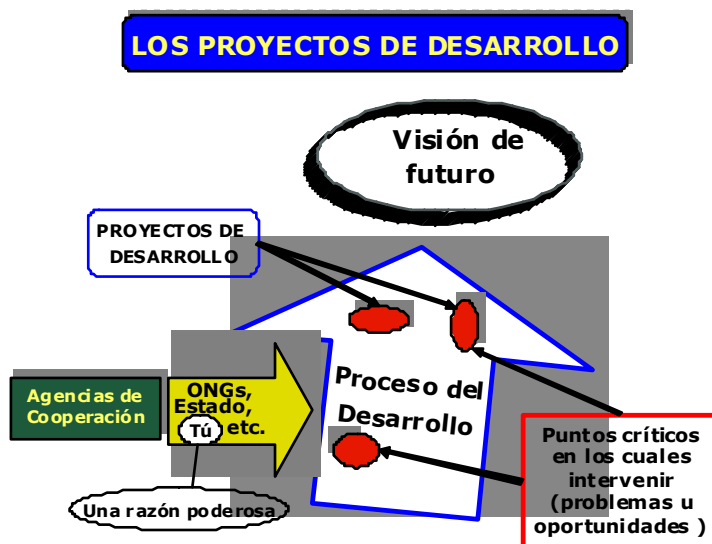 LOS PROYECTOS DE DESARROLLO
Visión de
futuro
PROYECTOS DE
DESARROLLO
Agencias de
Cooperación
ONGs,
Estado,
Tú etc.
Una razón poderosa
Proceso del
Desarrollo
Puntos críticos
en los cuales
intervenir
(problemas u
oportunidades )